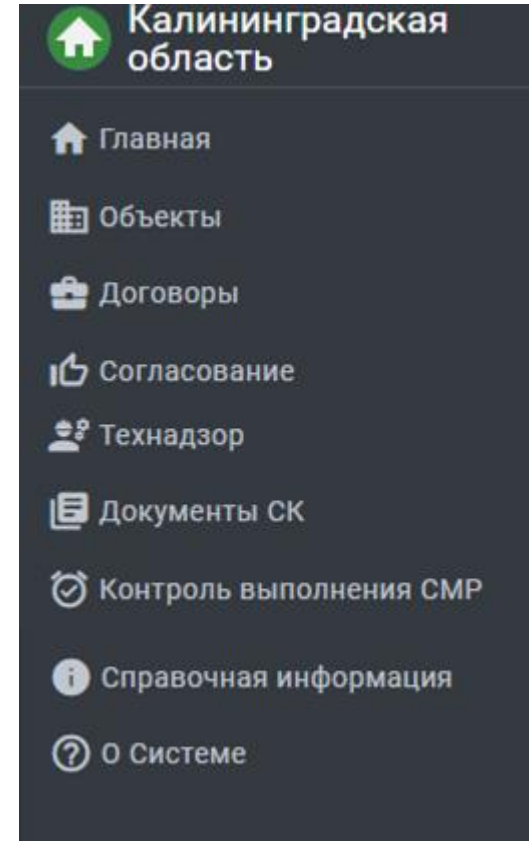 Калининградская
область
Главная
Объекты
Договоры
Согласование
Технадзор
Документы СК
Контроль выполнения СМР
Справочная информация
О Системе